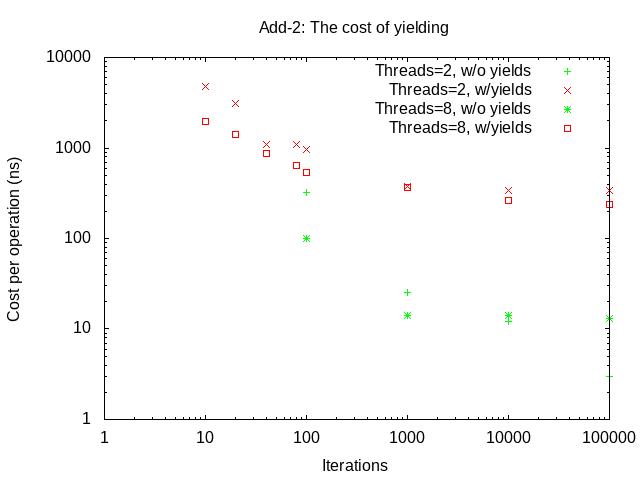 Add-2: The cost of yielding
Cost per operation (ns)
10000
1000
100
10
1
Threads=2, w/o yields
Threads=2, w/yields
Threads=8, w/o yields
Threads=8, w/yields
1 10 100 1000 10000 100000
Iterations